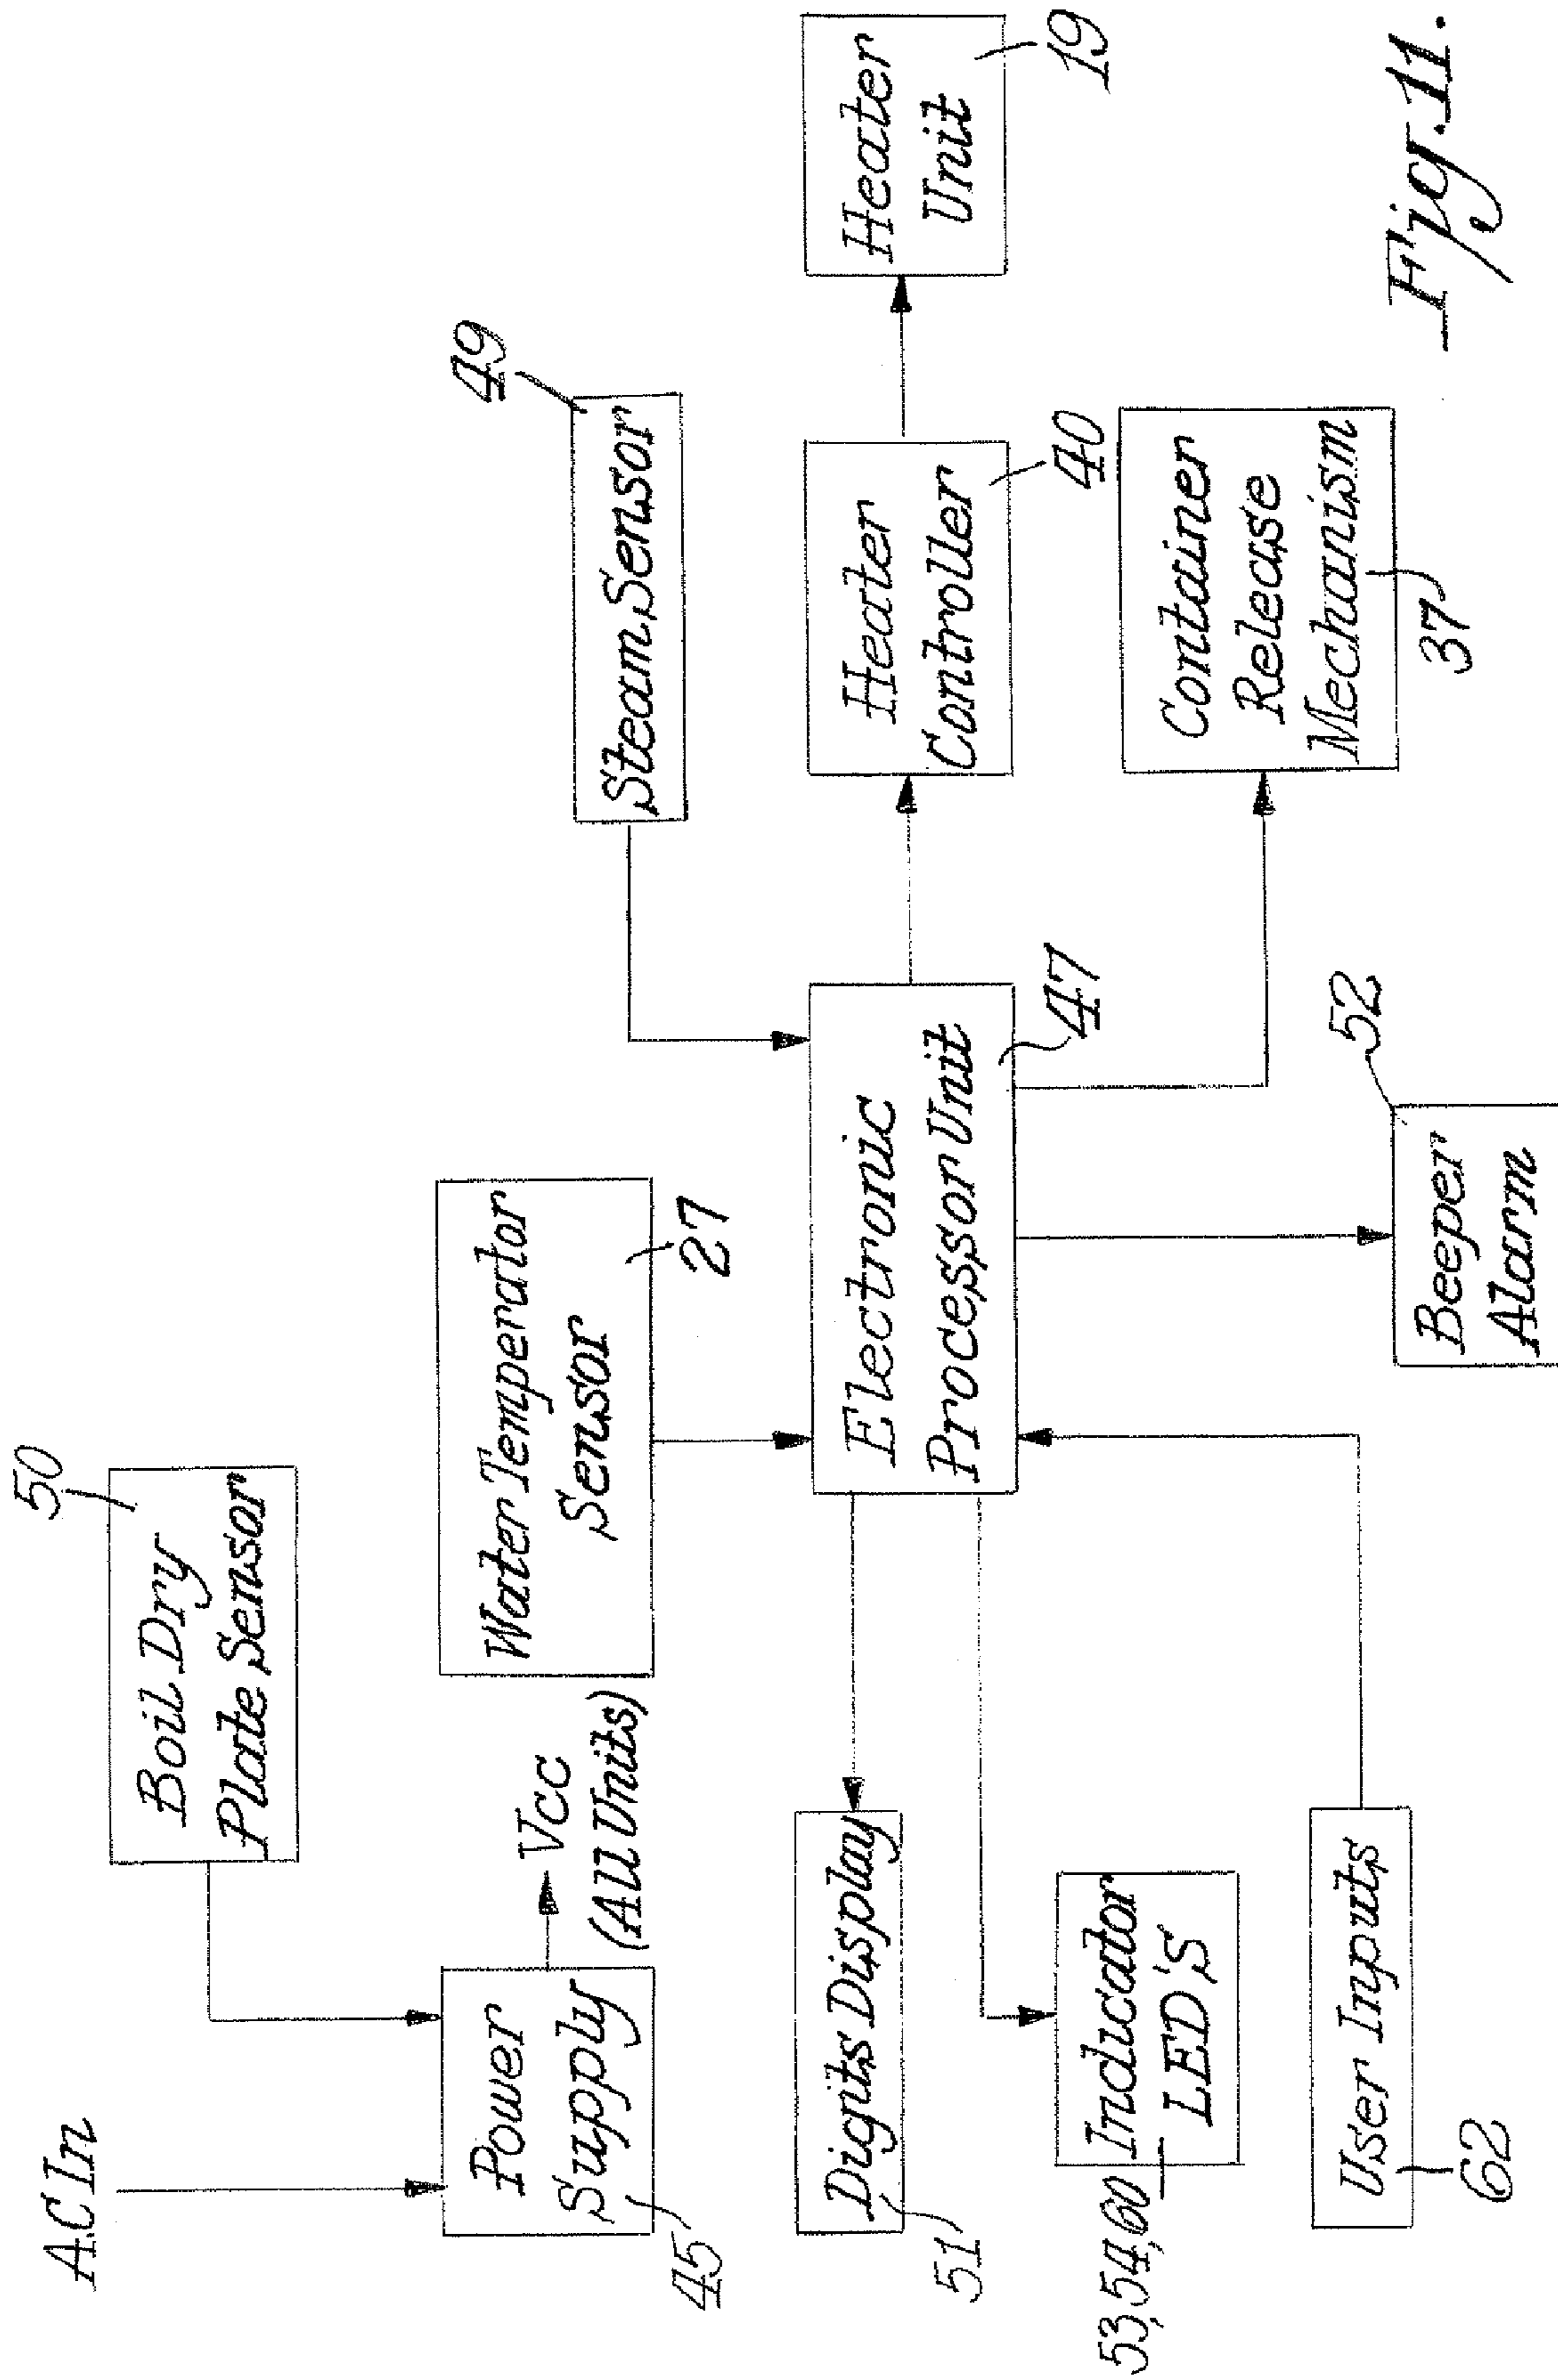 A.C In
50
Boil Dry
Plate Sensor
Power
Supply
45
Vcc
(All Units)
Water Temperator
Sensor
27
49
Steam Sensor
Digits Display
51
Electronic
Processor Unit
47
Heater
Controller
40
Heater
Unit
19
53, 54, 60
Indicator
LED'S
Container
Release
Mechanism
37
User Inputs
62
52
Beeper
Alarm
Fig. 11.